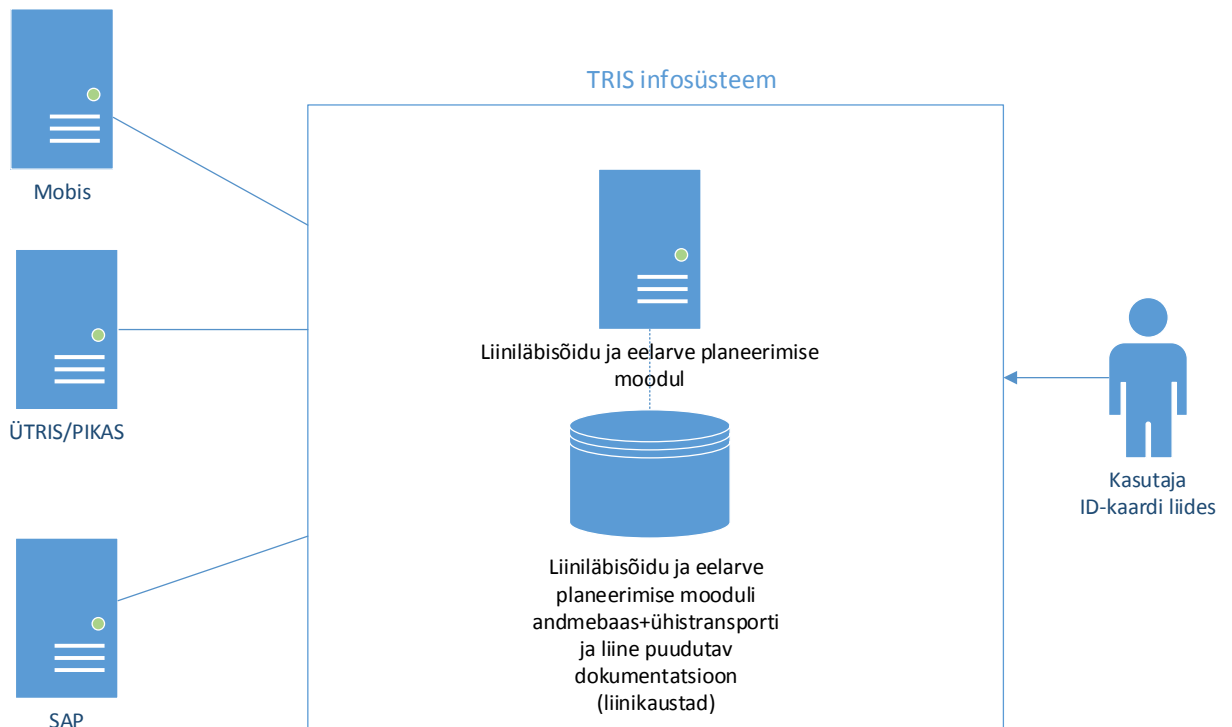 TRIS infosüsteem
Mobis
ÜTRIS/PIKAS
SAP
Liiniläbisõidu ja eelarve planeerimise
moodul
Liiniläbisõidu ja eelarve
planeerimise mooduli
andmebaas+ühistransporti
ja liine puudutav
dokumentatsioon
(liinikaustad)
Kasutaja
ID-kaardi liides